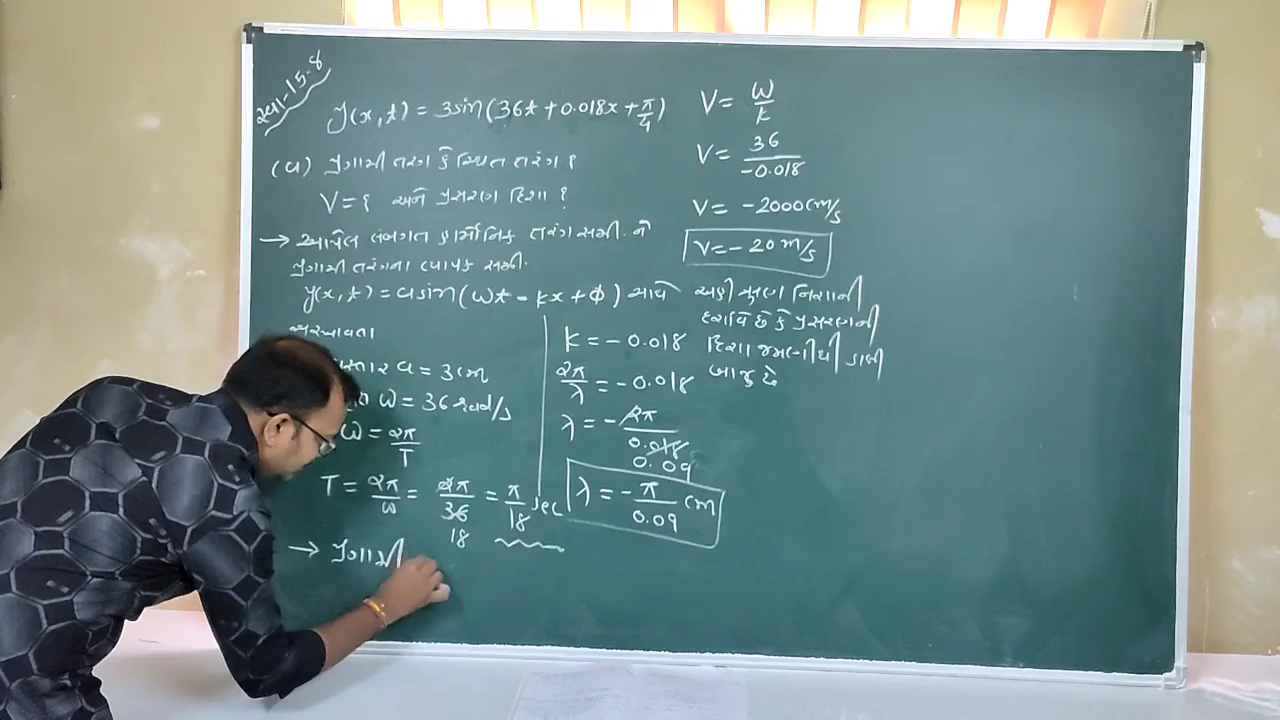 સ્વા-15.8
y(x,t) = 3sin(36t + 0.018x + π/4)
(a) પ્રગામી તરંગ કે સ્થિત તરંગ ?
V = ? અને પ્રસરણ દિશા ?
→ આપેલ લંબગત હાર્મોનિક તરંગ સમી. ને
પ્રગામી તરંગના વ્યાપક સમી.
y(x,t) = a sin(ωt - kx + φ) સાથે
સરખાવતા
a = 3cm
ω = 36 rad/s
ω = 2π/T
T = 2π/ω = 2π/36 = π/18 sec
18
→ પ્રગામી
k = - 0.018
2π/λ = - 0.018
λ = - 2π/0.018
0.09
λ = - π/0.09 cm
V = ω/k
V = 36/-0.018
V = -2000 cm/s
V = - 20 m/s
અહી ઋણ નિશાની
દર્શાવે છે કે પ્રસરણની
દિશા જમણીથી ડાબી
બાજુ છે